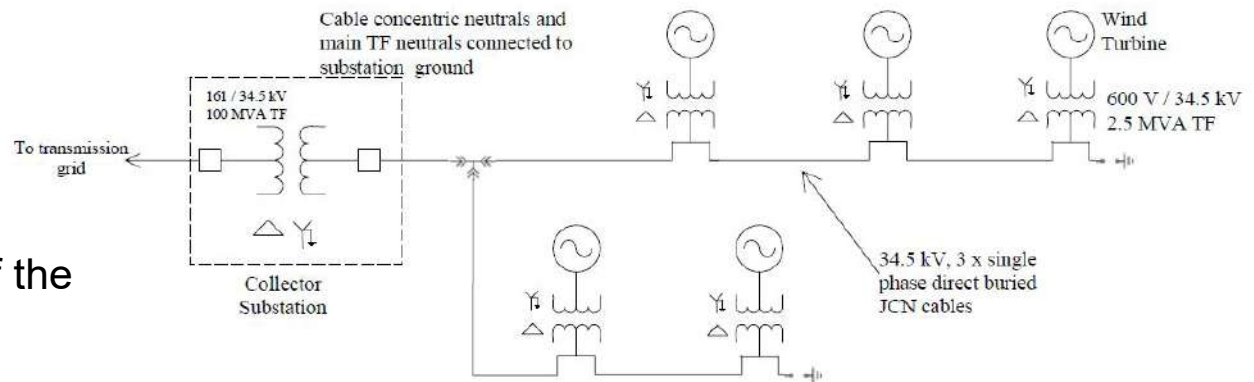 Cable concentric neutrals and
main TF neutrals connected to
substation ground
Wind
Turbine
161 / 34.5 kV
100 MVA TF
600 V / 34.5 kV
2.5 MVA TF
To transmission
grid
f the
Collector
Substation
34.5 kV, 3 x single
phase direct buried
JCN cables